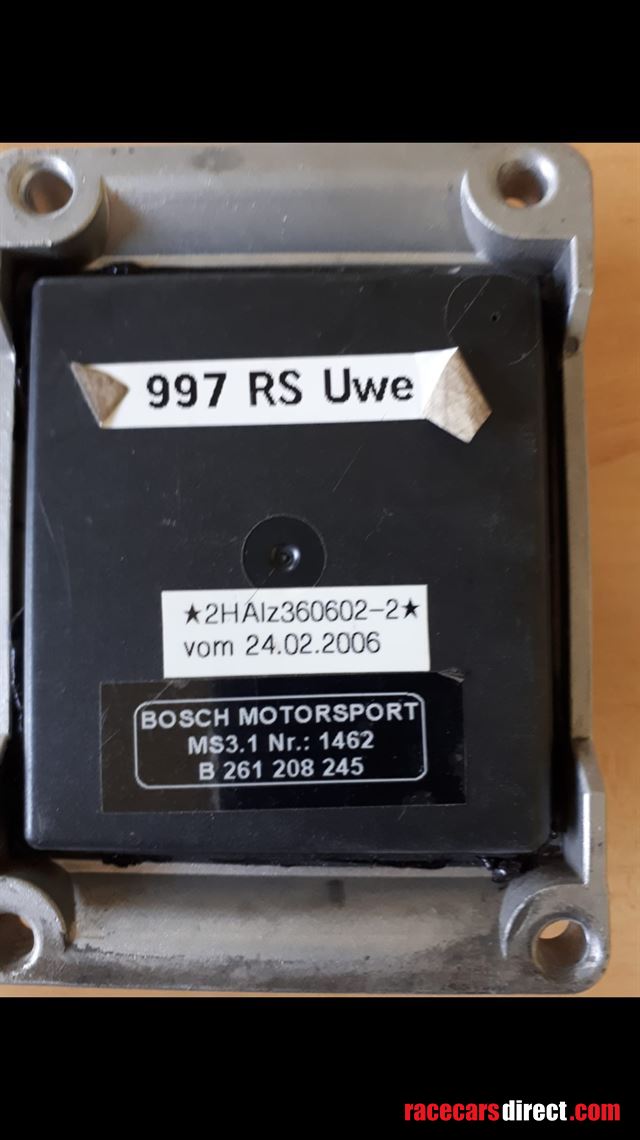 997 RS Uwe
★2HAlz360602-2★
vom 24.02.2006
BOSCH MOTORSPORT
MS3.1 Nr.: 1462
B 261 208 245
racecarsdirect.com